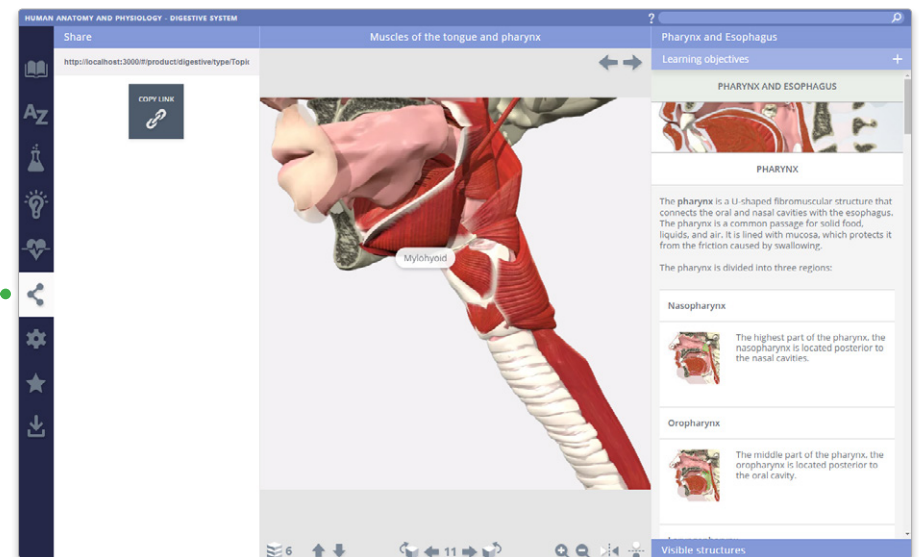 HUMAN ANATOMY AND PHYSIOLOGY - DIGESTIVE SYSTEM
?
Share
Muscles of the tongue and pharynx
Pharynx and Esophagus
http://localhost:3000/#/product/digestive/type/Topic
Learning objectives +
COPY LINK
PHARYNX AND ESOPHAGUS
AZ
PHARYNX
The pharynx is a U-shaped fibromuscular structure that
connects the oral and nasal cavities with the esophagus.
The pharynx is a common passage for solid food,
liquids, and air. It is lined with mucosa, which protects it
from the friction caused by swallowing.
The pharynx is divided into three regions:
Mylohyoid
Nasopharynx
The highest part of the pharynx, the
nasopharynx is located posterior to
the nasal cavities.
Oropharynx
The middle part of the pharynx, the
oropharynx is located posterior to
the oral cavity.
6
11
Visible structures